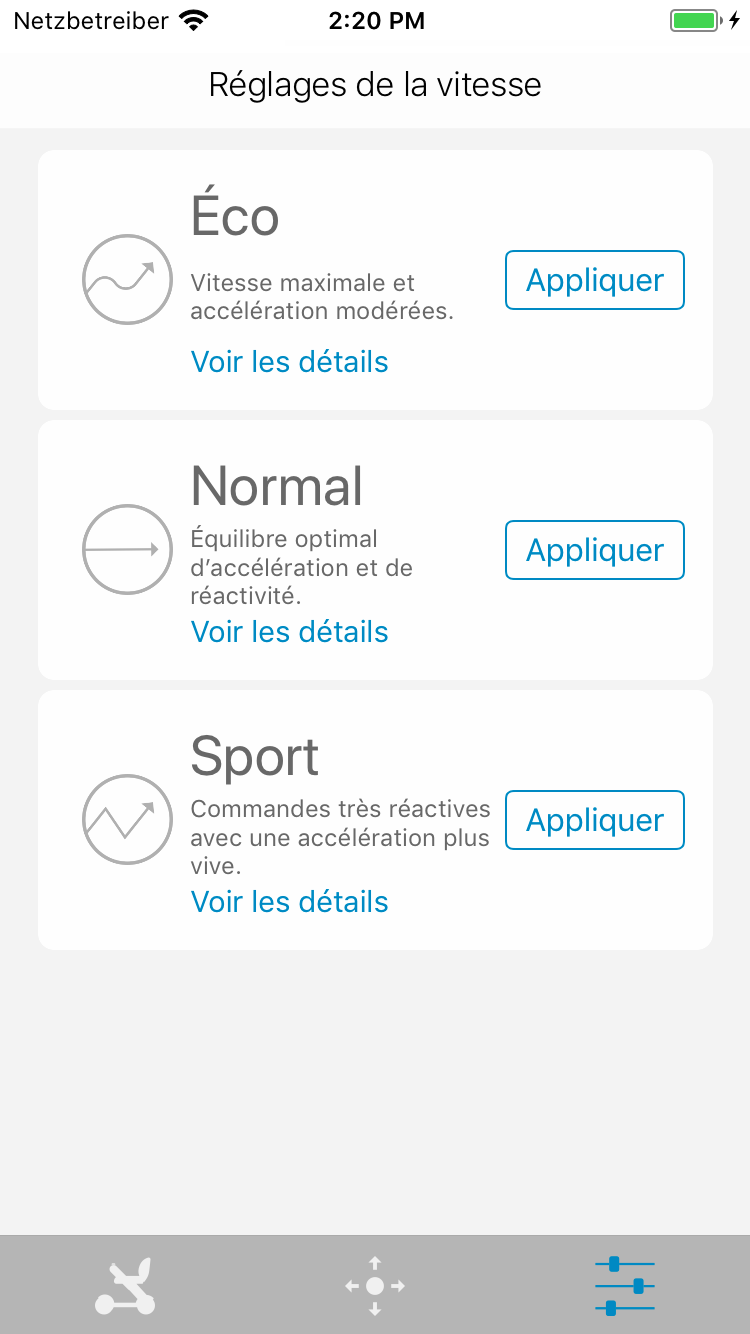 Netzbetreiber 2:20 PM
Réglages de la vitesse
Éco
Vitesse maximale et
accélération modérées.
Appliquer
Voir les détails
Normal
Équilibre optimal
d’accélération et de
réactivité.
Appliquer
Voir les détails
Sport
Commandes très réactives
avec une accélération plus
vive.
Appliquer
Voir les détails